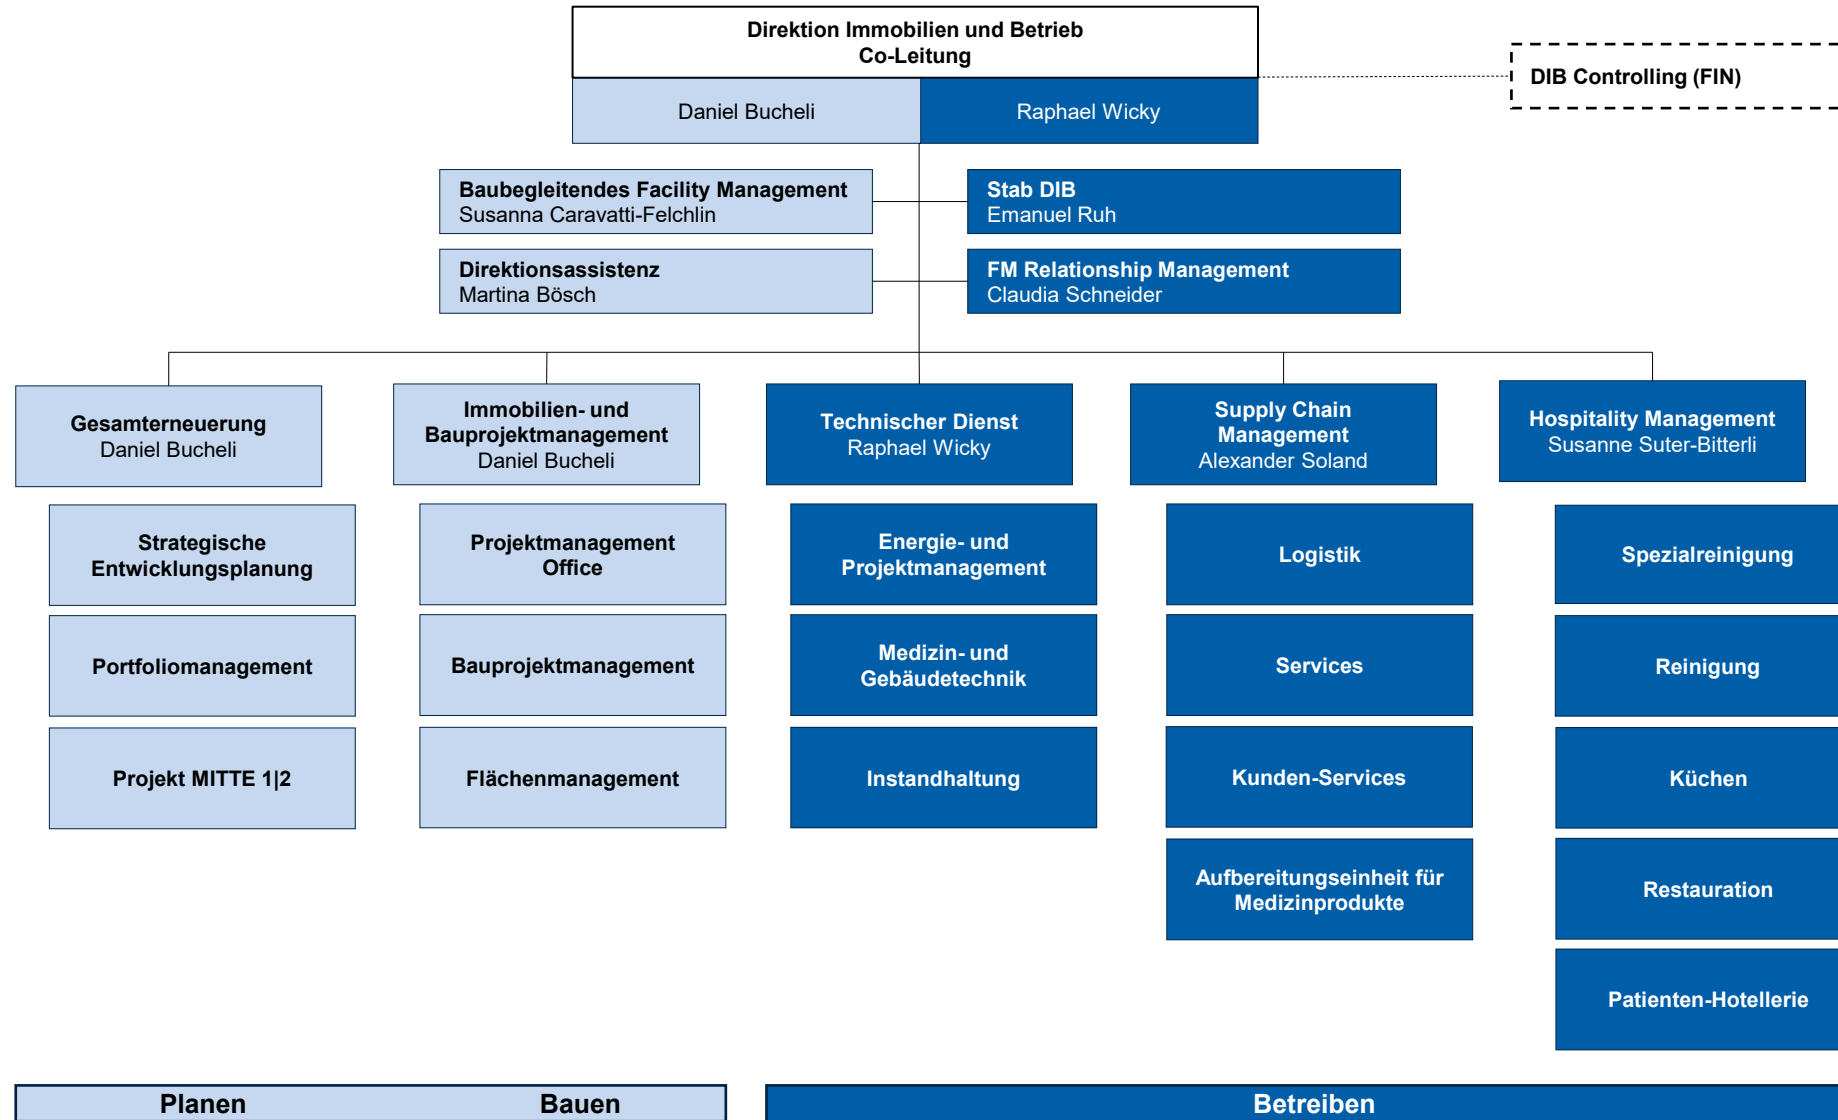 Direktion Immobilien und Betrieb
Co-Leitung
DIB Controlling (FIN)
Daniel Bucheli
Raphael Wicky
Baubegleitendes Facility Management
Susanna Caravatti-Felchlin
Stab DIB
Emanuel Ruh
Direktionsassistenz
Martina Bösch
FM Relationship Management
Claudia Schneider
Gesamterneuerung
Daniel Bucheli
Immobilien- und
Bauprojektmanagement
Daniel Bucheli
Technischer Dienst
Raphael Wicky
Supply Chain
Management
Alexander Soland
Hospitality Management
Susanne Suter-Bitterli
Strategische
Entwicklungsplanung
Projektmanagement
Office
Energie- und
Projektmanagement
Logistik
Spezialreinigung
Portfoliomanagement
Bauprojektmanagement
Medizin- und
Gebäudetechnik
Services
Reinigung
Projekt MITTE 1|2
Flächenmanagement
Instandhaltung
Kunden-Services
Küchen
Aufbereitungseinheit für
Medizinprodukte
Restauration
Patienten-Hotellerie
Planen
Bauen
Betreiben